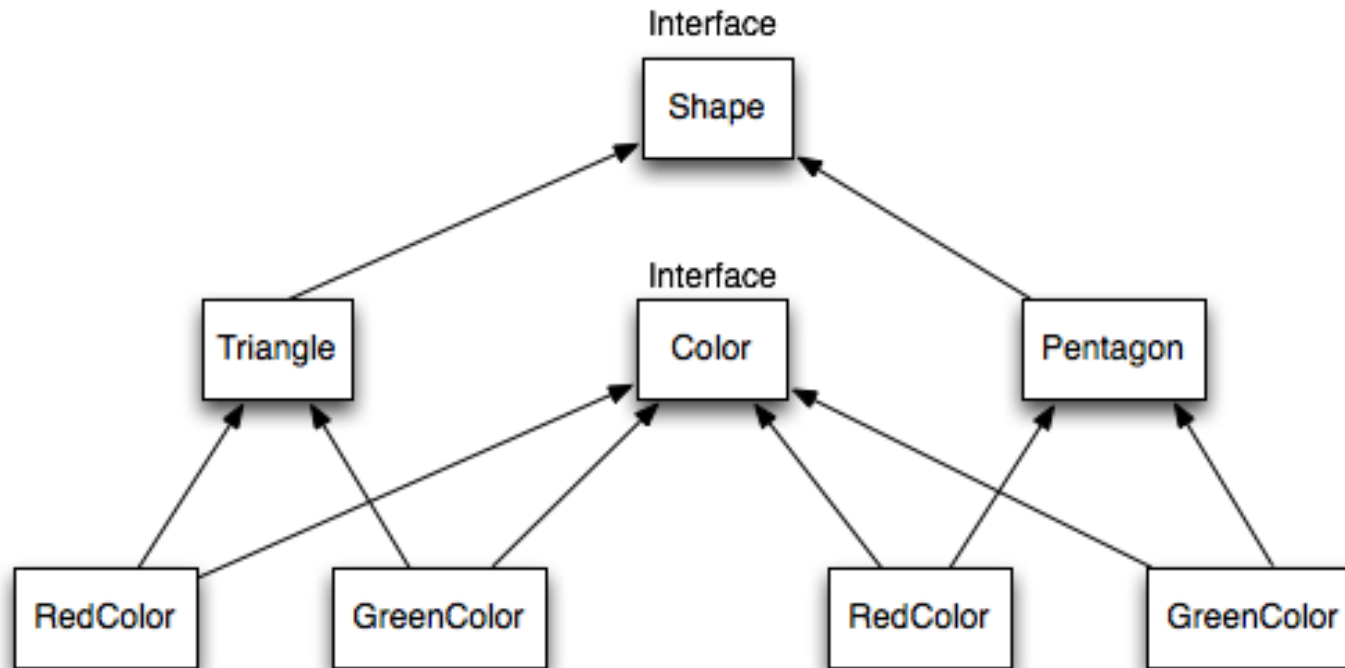 Interface
Shape
Interface
Triangle
Color
Pentagon
RedColor
GreenColor
RedColor
GreenColor